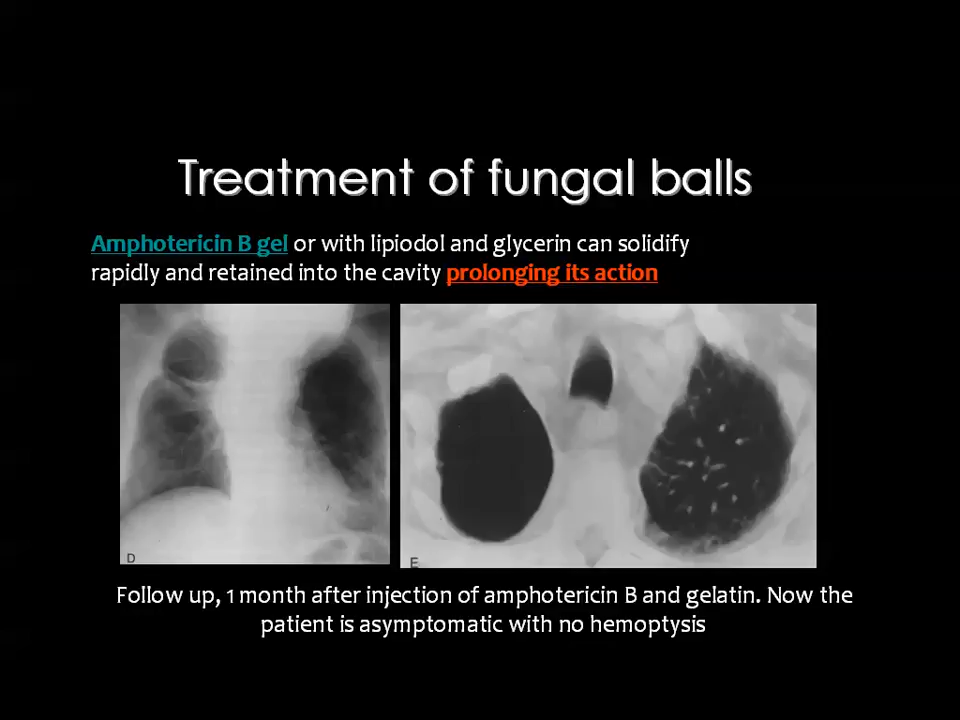 Treatment of fungal balls
Amphotericin B gel or with lipiodol and glycerin can solidify
rapidly and retained into the cavity prolonging its action
D
E
Follow up, 1 month after injection of amphotericin B and gelatin. Now the
patient is asymptomatic with no hemoptysis